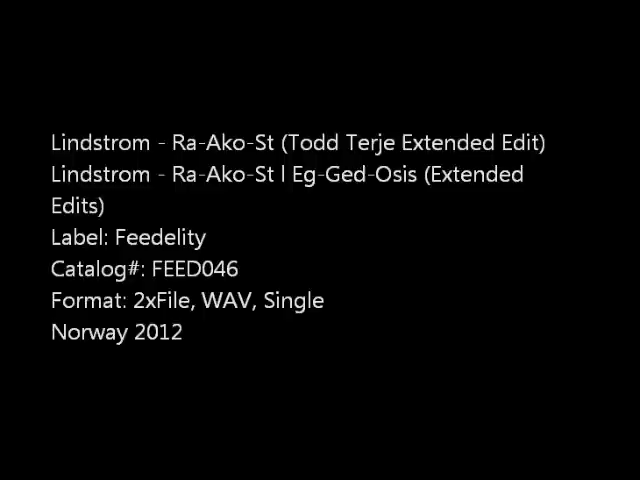 Lindstrom - Ra-Ako-St (Todd Terje Extended Edit)
Lindstrom - Ra-Ako-St l Eg-Ged-Osis (Extended
Edits)
Label: Feedelity
Catalog#: FEED046
Format: 2xFile, WAV, Single
Norway 2012